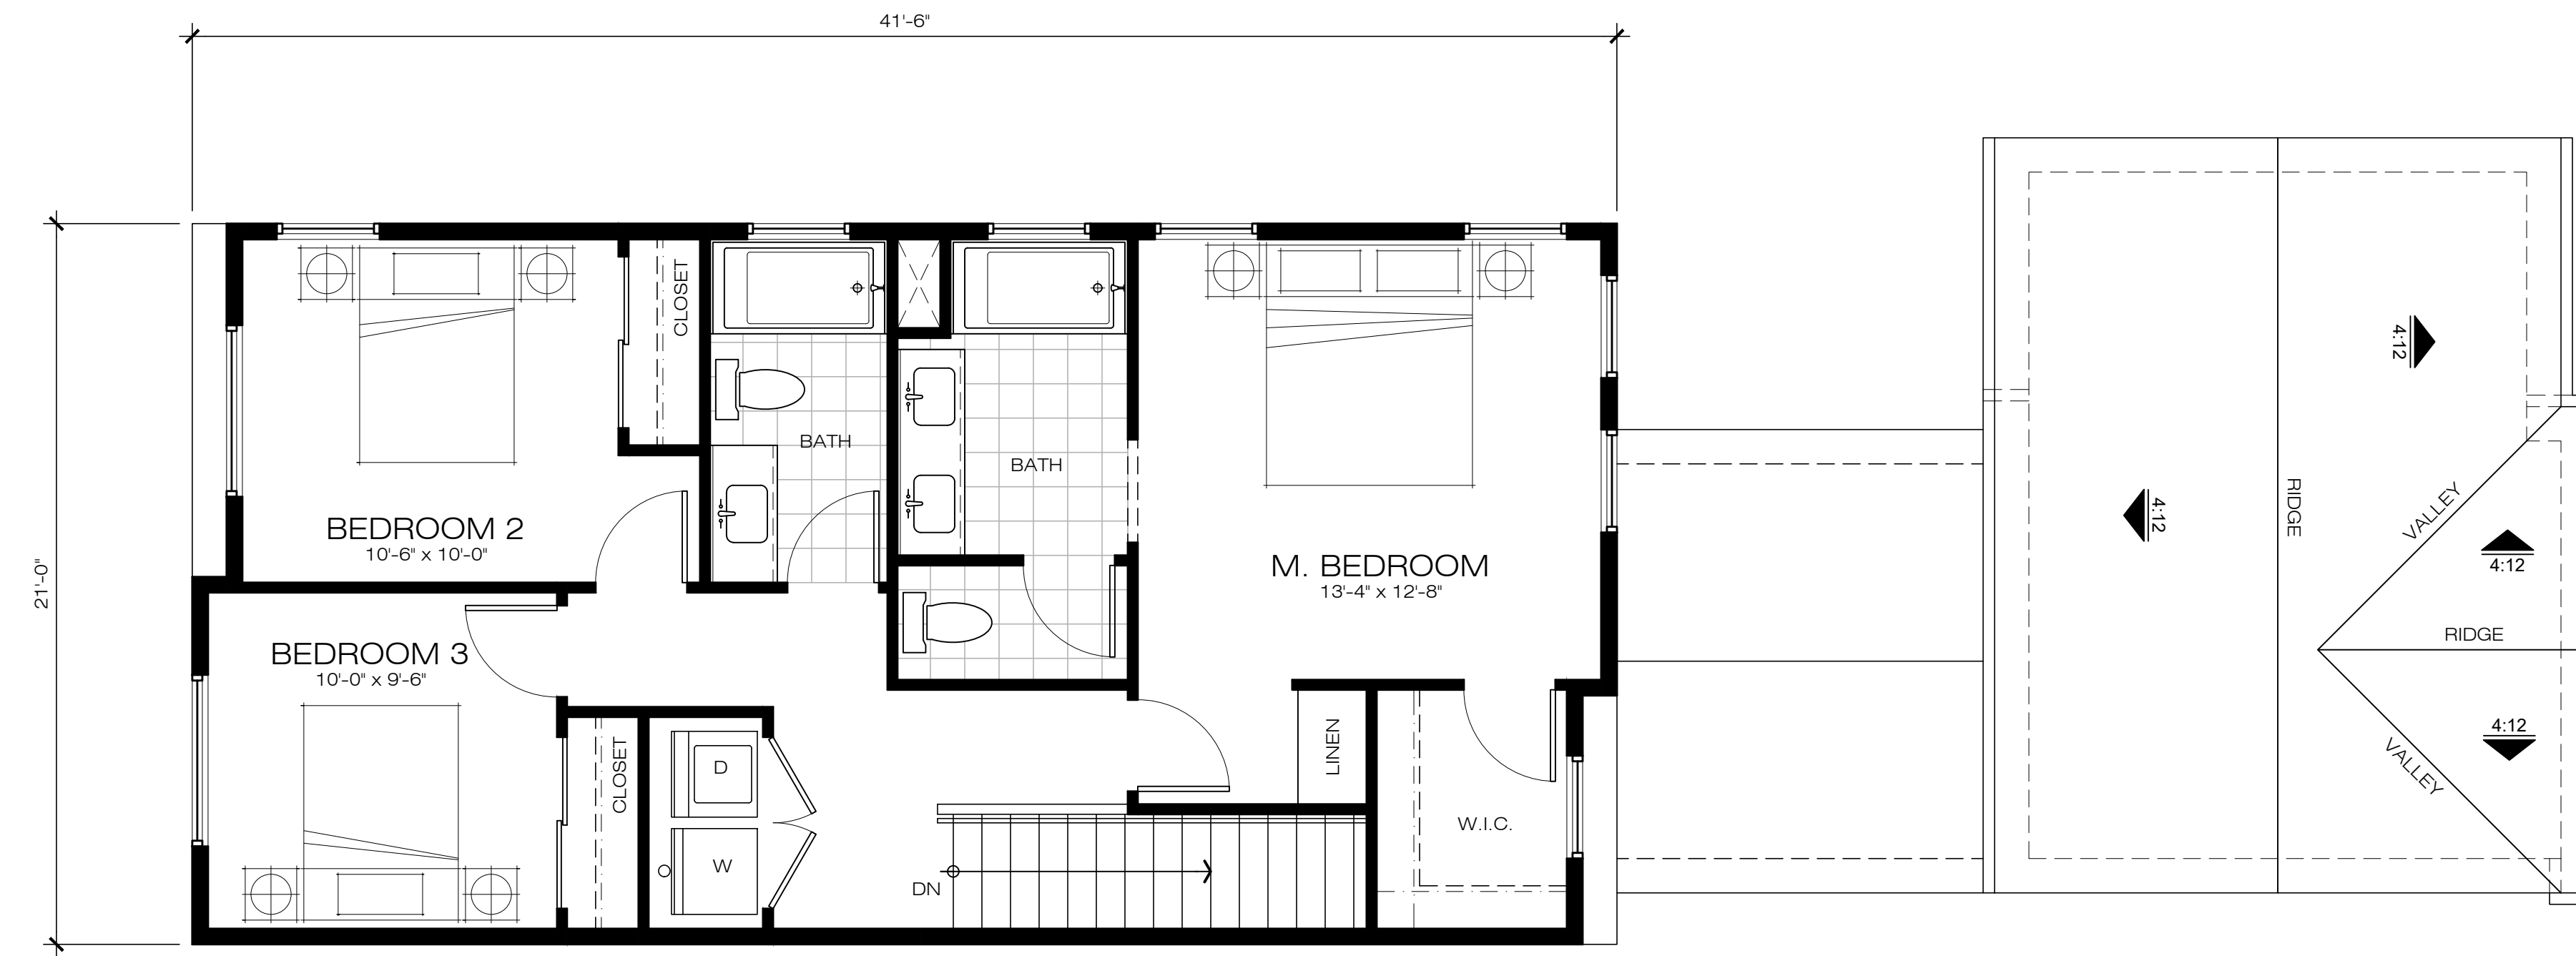 41'-6"
21'-0"
CLOSET
BATH
BATH
BEDROOM 2
10'-6" x 10'-0"
M. BEDROOM
13'-4" x 12'-8"
BEDROOM 3
10'-0" x 9'-6"
CLOSET
D
W
LINEN
W.I.C.
DN
4:12
4:12
RIDGE
VALLEY
4:12
RIDGE
4:12
VALLEY